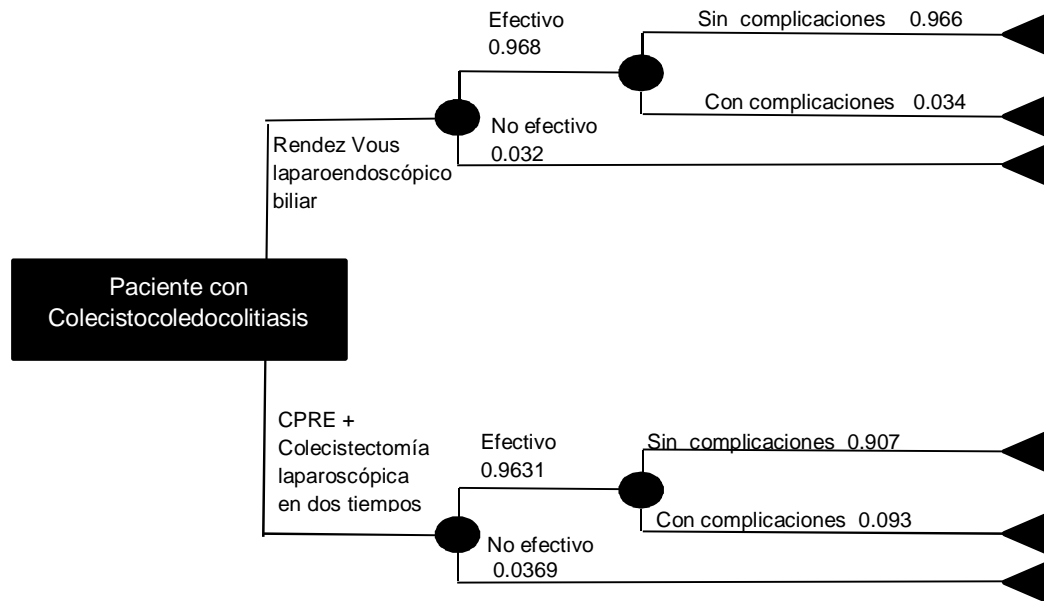 Efectivo
0.968
Sin complicaciones 0.966
Con complicaciones 0.034
No efectivo
0.032
Rendez Vous
laparoendoscópico
biliar
Paciente con
Colecistocoledocolitiasis
CPRE +
Colecistectomía
laparoscópica
en dos tiempos
Efectivo
0.9631
Sin complicaciones 0.907
Con complicaciones 0.093
No efectivo
0.0369